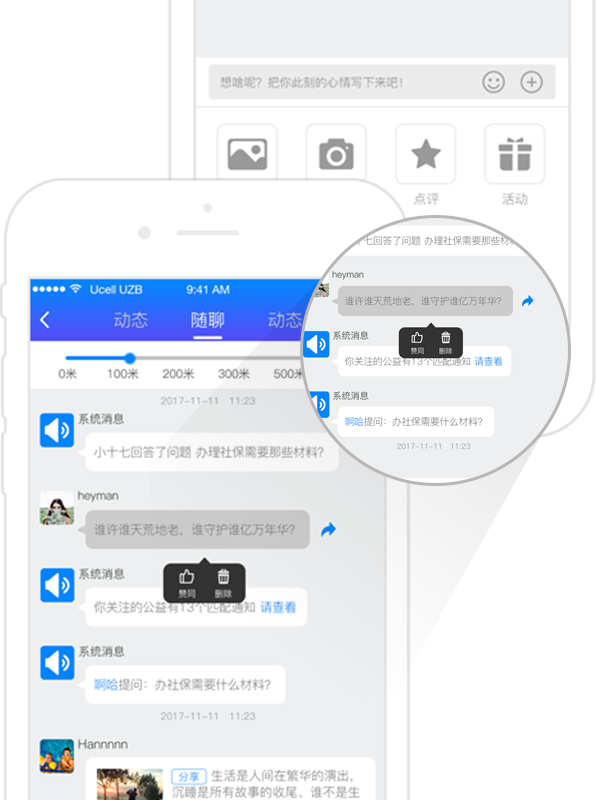 想啥呢？把你此刻的心情写下来吧！
点评
活动
七回答了问题 办理社保需要那些材
heyman
谁许谁天荒地老，谁守护谁亿万年华？
系统消息
赞同 删除
你关注的公益有13个匹配通知 请查看
系统消息
啊哈提问：办社保需要什么材料？
2017-11-11 11:23
Ucell UZB 9:41 AM
动态 随聊 动态
0米 100米 200米 300米 500米
2017-11-11 11:23
系统消息
小十七回答了问题 办理社保需要那些材料？
heyman
谁许谁天荒地老，谁守护谁亿万年华？
系统消息
赞同 删除
你关注的公益有13个匹配通知 请查看
系统消息
啊哈提问：办社保需要什么材料？
2017-11-11 11:23
Hannnnn
分享 生活是人间在繁华的演出，
沉睡是所有故事的收尾、谁不是生